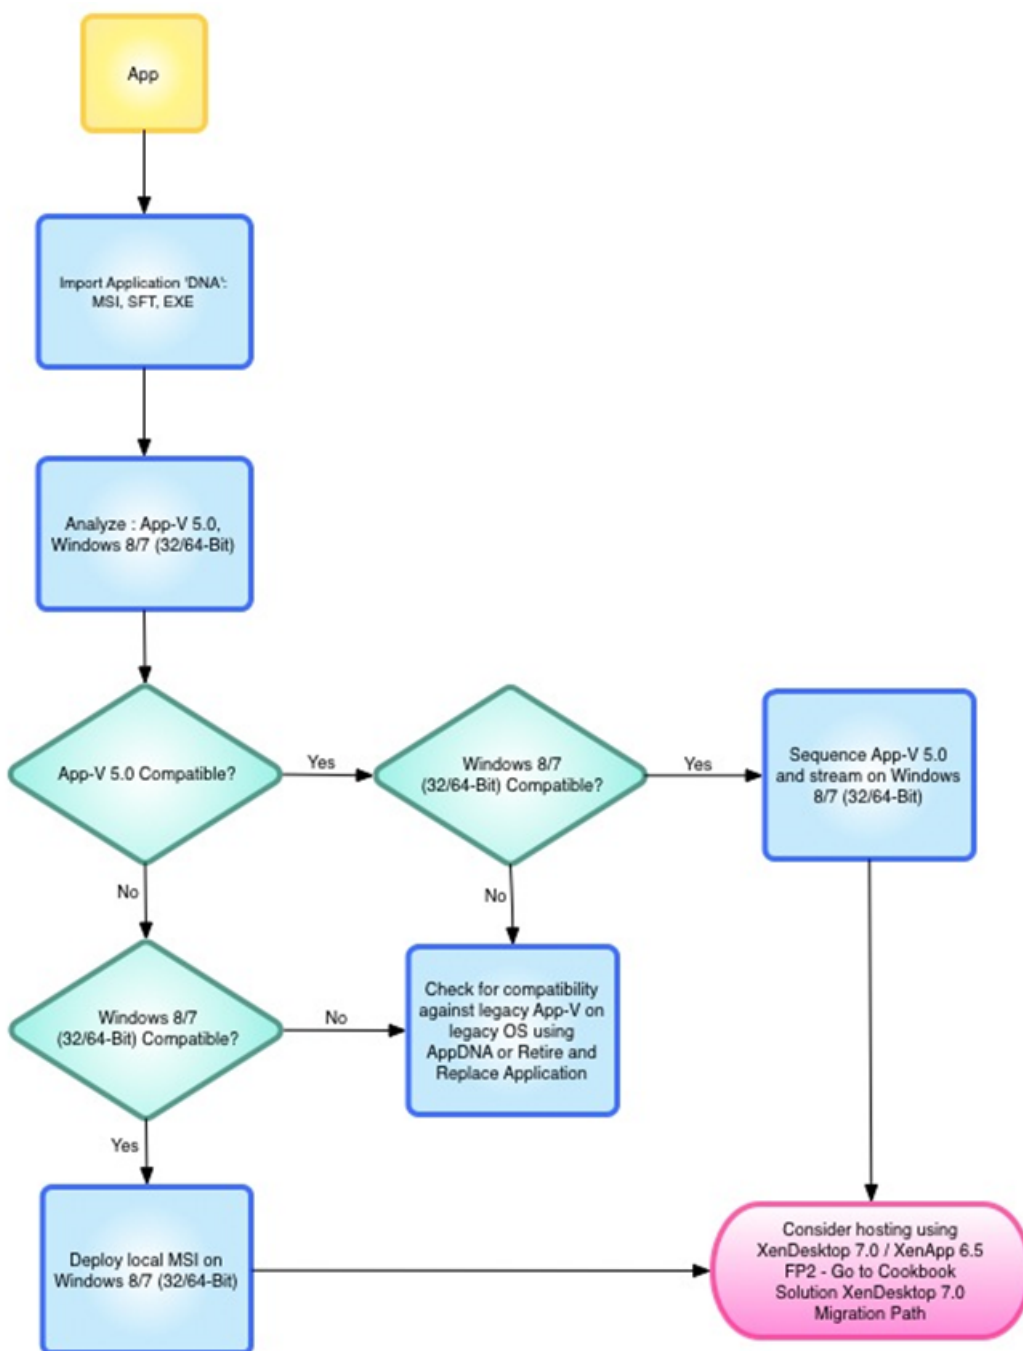 App
Import Application 'DNA':
MSI, SFT, EXE
Analyze : App-V 5.0,
Windows 8/7 (32/64-Bit)
App-V 5.0 Compatible?
Yes
Windows 8/7
(32/64-Bit) Compatible?
Yes
Sequence App-V 5.0
and stream on Windows
8/7 (32/64-Bit)
No
No
Windows 8/7
(32/64-Bit) Compatible?
No
Check for compatibility
against legacy App-V on
legacy OS using
AppDNA or Retire and
Replace Application
Yes
Deploy local MSI on
Windows 8/7 (32/64-Bit)
Consider hosting using
XenDesktop 7.0 / XenApp 6.5
FP2 - Go to Cookbook
Solution XenDesktop 7.0
Migration Path